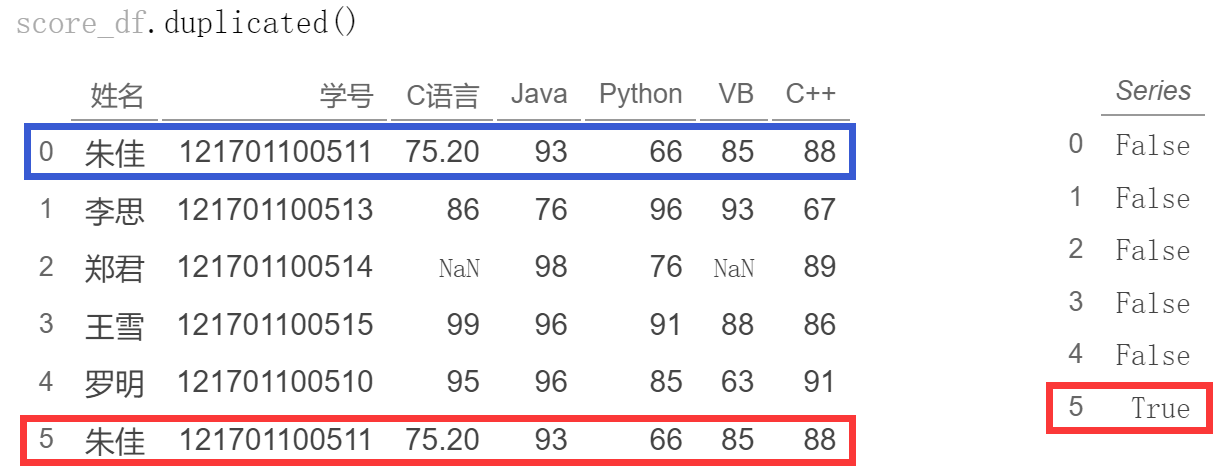 score_df.duplicated()
姓名 学号 C语言 Java Python VB C++ Series
0 朱佳 121701100511 75.20 93 66 85 88 0 False
1 李思 121701100513 86 76 96 93 67 1 False
2 郑君 121701100514 NaN 98 76 NaN 89 2 False
3 王雪 121701100515 99 96 91 88 86 3 False
4 罗明 121701100510 95 96 85 63 91 4 False
5 朱佳 121701100511 75.20 93 66 85 88 5 True